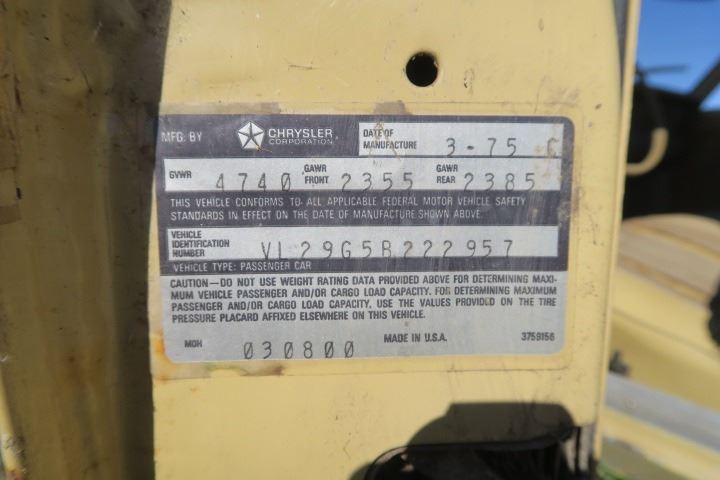 MFG. BY CHRYSLER CORPORATION DATE OF MANUFACTURE 3-75 C
GVWR 4740 GAWR FRONT 2355 GAWR REAR 2385
THIS VEHICLE CONFORMS TO ALL APPLICABLE FEDERAL MOTOR VEHICLE SAFETY
STANDARDS IN EFFECT ON THE DATE OF MANUFACTURE SHOWN ABOVE.
VEHICLE IDENTIFICATION NUMBER VL29G5B222957
VEHICLE TYPE: PASSENGER CAR
CAUTION—DO NOT USE WEIGHT RATING DATA PROVIDED ABOVE FOR DETERMINING MAXI-
MUM VEHICLE PASSENGER AND/OR CARGO LOAD CAPACITY. FOR DETERMINING MAXIMUM
PASSENGER AND/OR CARGO LOAD CAPACITY, USE THE VALUES PROVIDED ON THE TIRE
PRESSURE PLACARD AFFIXED ELSEWHERE ON THIS VEHICLE.
MDH 030800 MADE IN U.S.A. 3759156